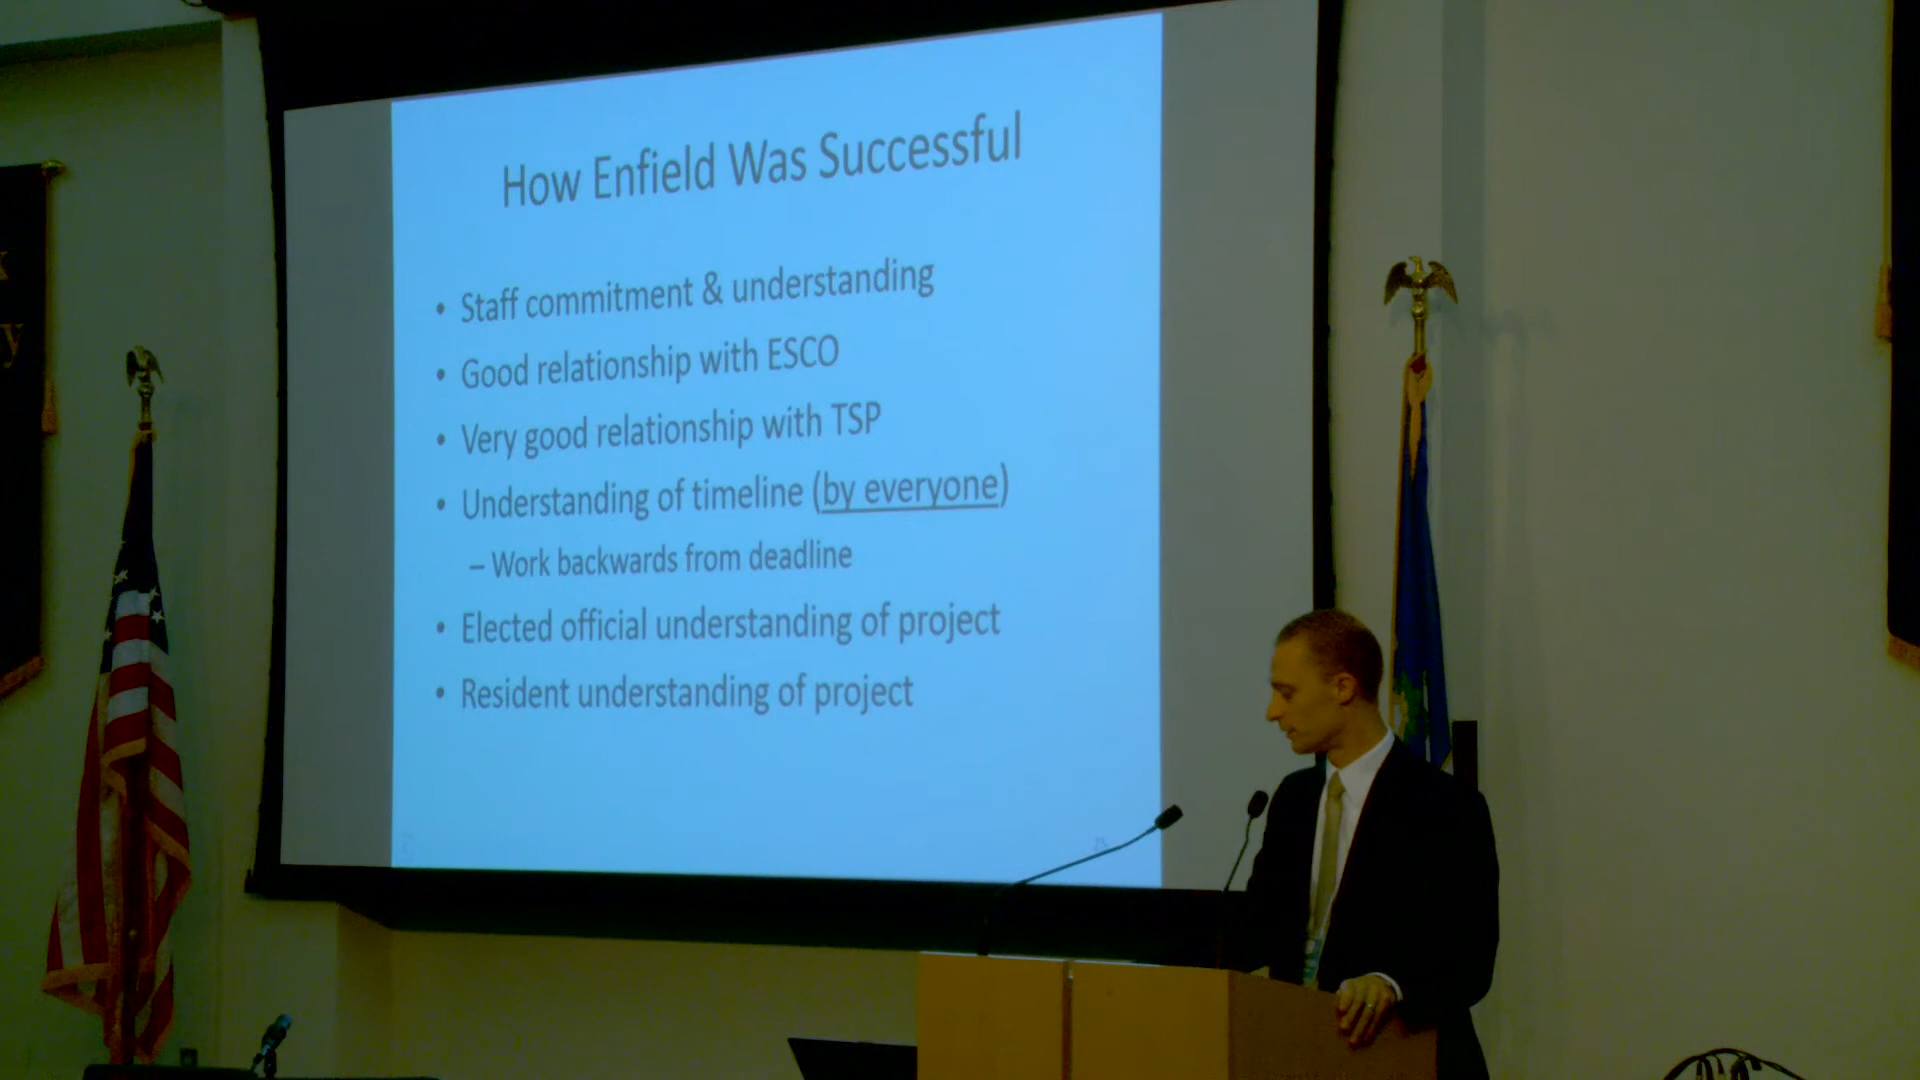 How Enfield Was Successful
• Staff commitment & understanding
• Good relationship with ESCO
• Very good relationship with TSP
• Understanding of timeline (by everyone)
– Work backwards from deadline
• Elected official understanding of project
• Resident understanding of project